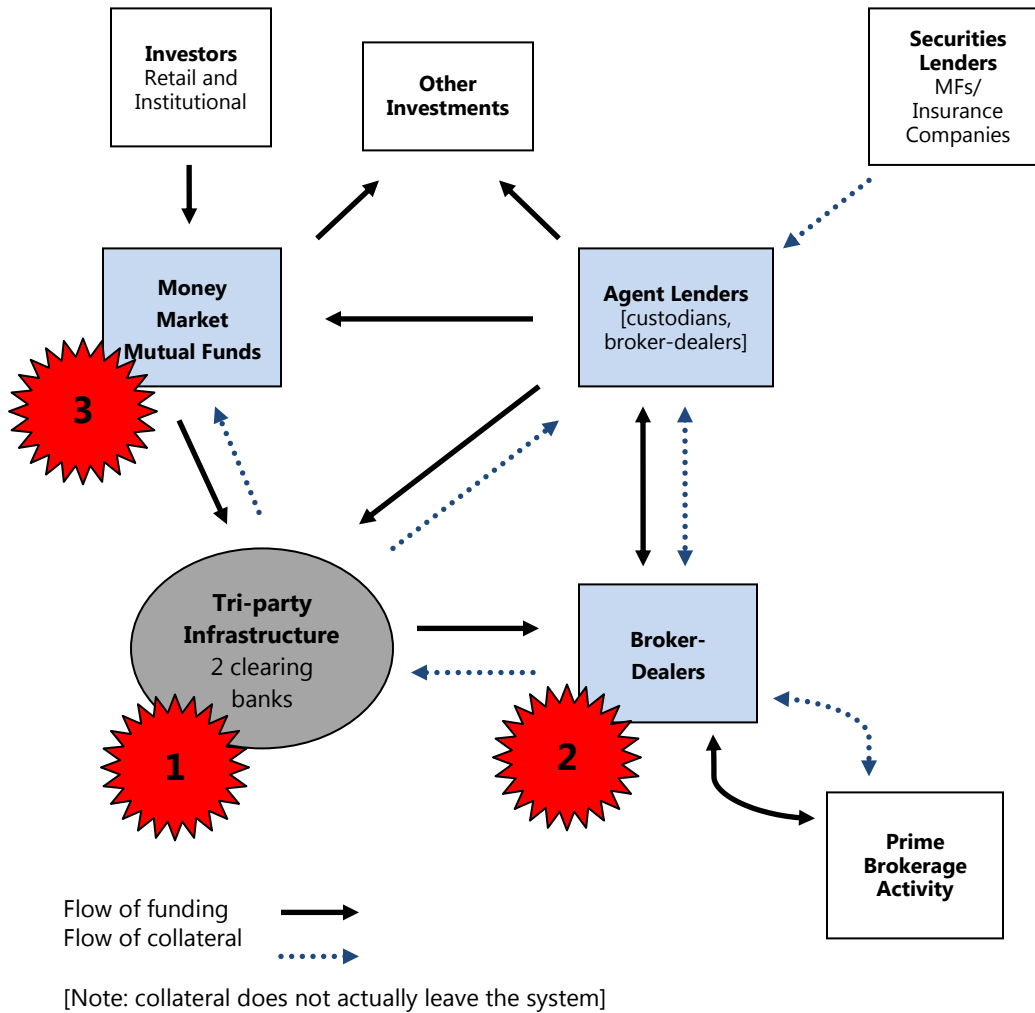 Investors
Retail and
Institutional
Other
Investments
Securities
Lenders
MFs/
Insurance
Companies
Money
Market
Mutual Funds
Agent Lenders
[custodians,
broker-dealers]
3
Tri-party
Infrastructure
2 clearing
banks
Broker-
Dealers
1
2
Prime
Brokerage
Activity
Flow of funding
Flow of collateral
[Note: collateral does not actually leave the system]